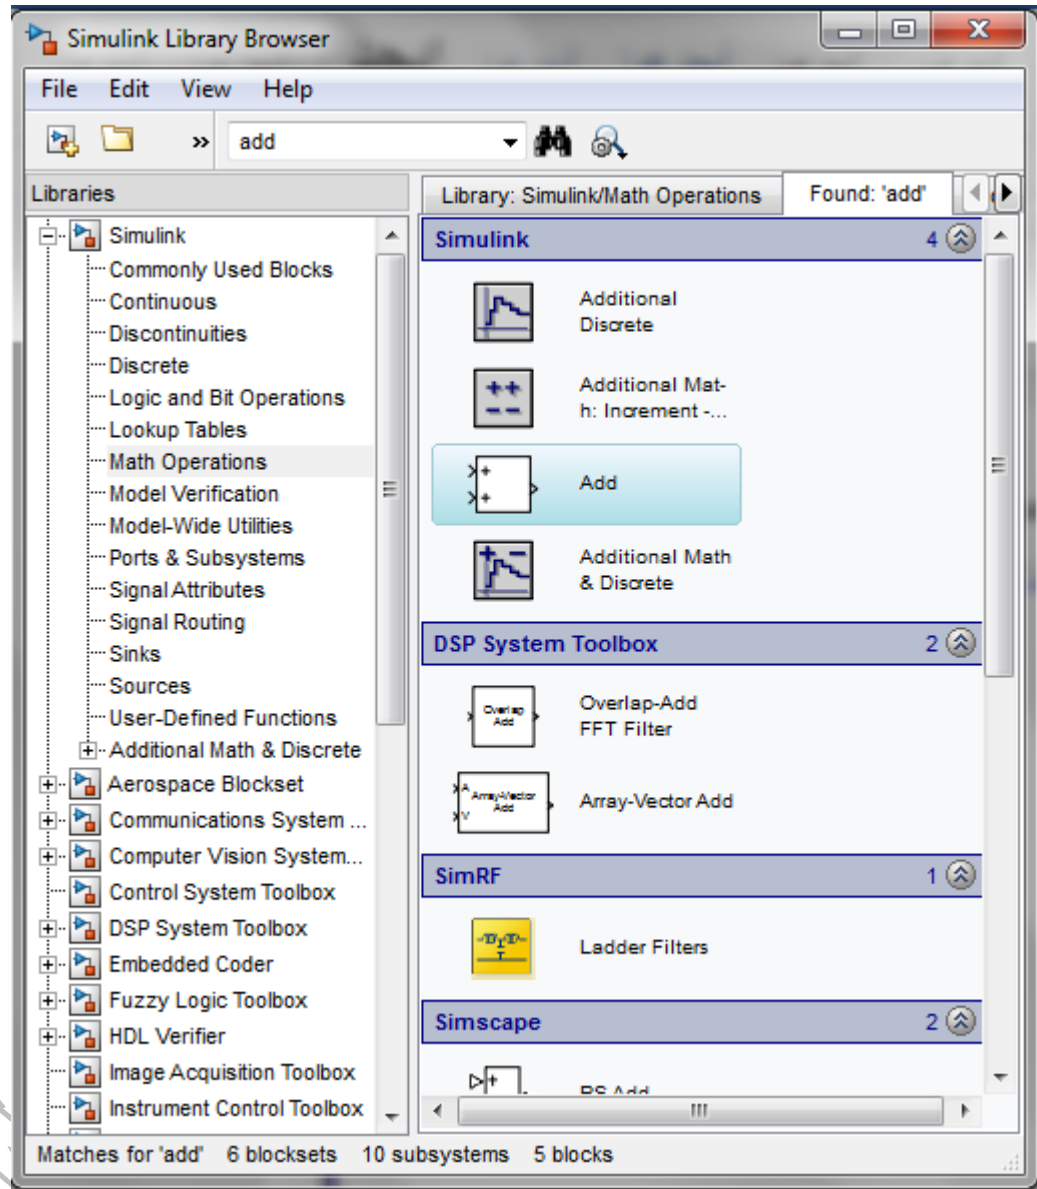 Simulink Library Browser
File Edit View Help
» add
Libraries
Simulink
Commonly Used Blocks
Continuous
Discontinuities
Discrete
Logic and Bit Operations
Lookup Tables
Math Operations
Model Verification
Model-Wide Utilities
Ports & Subsystems
Signal Attributes
Signal Routing
Sinks
Sources
User-Defined Functions
Additional Math & Discrete
Aerospace Blockset
Communications System ...
Computer Vision System...
Control System Toolbox
DSP System Toolbox
Embedded Coder
Fuzzy Logic Toolbox
HDL Verifier
Image Acquisition Toolbox
Instrument Control Toolbox
Library: Simulink/Math Operations Found: 'add'
Simulink 4
Additional
Discrete
Additional Mat-
h: Increment -...
Add
Additional Math
& Discrete
DSP System Toolbox 2
Overlap
Add
Overlap-Add
FFT Filter
A
V
Array-Vector
Add
Array-Vector Add
SimRF 1
Ladder Filters
Simscape 2
PS Add
Matches for 'add' 6 blocksets 10 subsystems 5 blocks